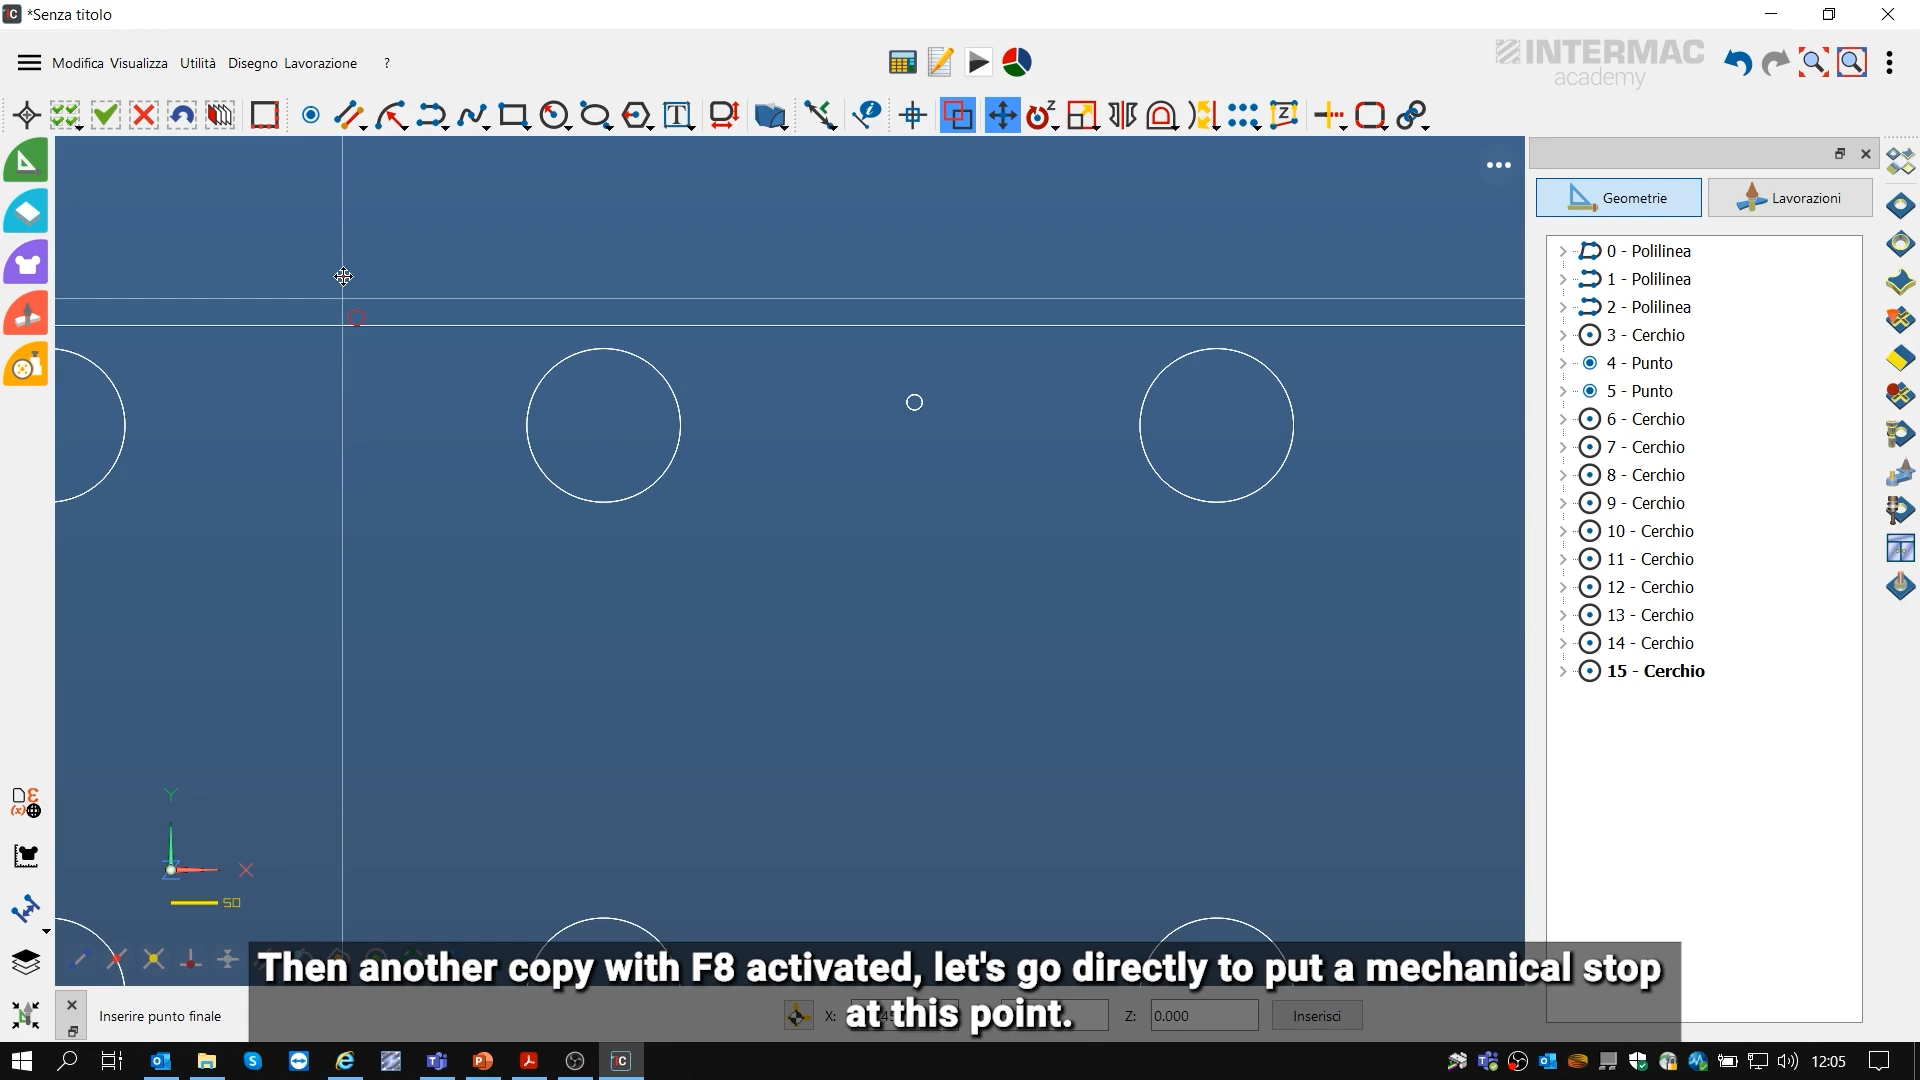 *Senza titolo
Modifica Visualizza Utilità Disegno Lavorazione ?
INTERMAC
academy
Geometrie
Lavorazioni
0 - Polilinea
1 - Polilinea
2 - Polilinea
3 - Cerchio
4 - Punto
5 - Punto
6 - Cerchio
7 - Cerchio
8 - Cerchio
9 - Cerchio
10 - Cerchio
11 - Cerchio
12 - Cerchio
13 - Cerchio
14 - Cerchio
15 - Cerchio
Y
X
Z
50
Then another copy with F8 activated, let's go directly to put a mechanical stop
at this point.
Inserire punto finale
X:
Z: 0.000
Inserisci
12:05